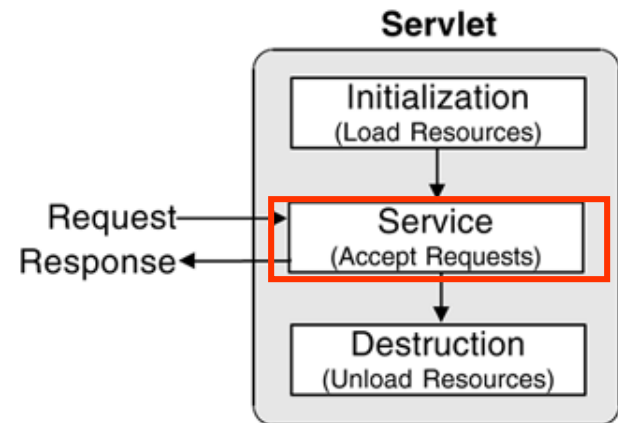 Servlet
Initialization
(Load Resources)
Request
Service
Response
(Accept Requests)
Destruction
(Unload Resources)